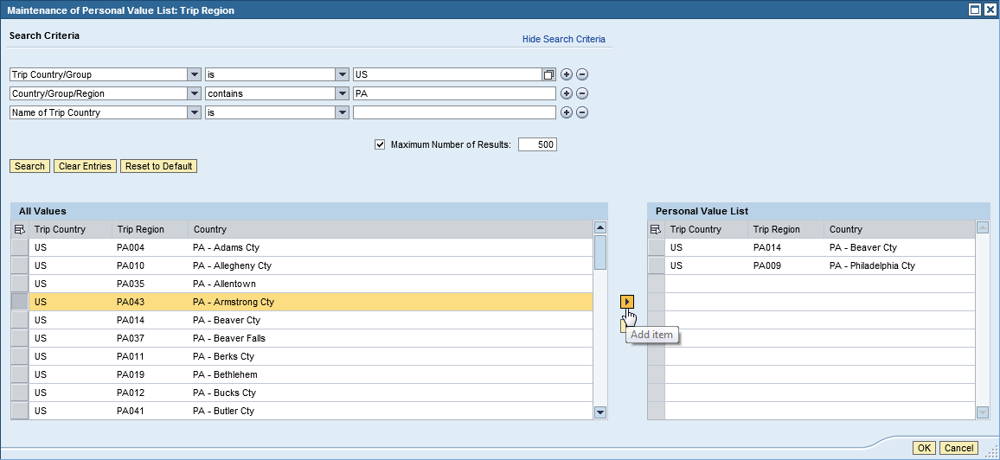 Maintenance of Personal Value List: Trip Region
Search Criteria
Hide Search Criteria
Trip Country/Group is US
Country/Group/Region contains PA
Name of Trip Country is
Maximum Number of Results: 500
Search Clear Entries Reset to Default
All Values
Trip Country Trip Region Country
US PA004 PA - Adams Cty
US PA010 PA - Allegheny Cty
US PA035 PA - Allentown
US PA043 PA - Armstrong Cty
US PA014 PA - Beaver Cty
US PA037 PA - Beaver Falls
US PA011 PA - Berks Cty
US PA019 PA - Bethlehem
US PA012 PA - Bucks Cty
US PA041 PA - Butler Cty
Add item
Personal Value List
Trip Country Trip Region Country
US PA014 PA - Beaver Cty
US PA009 PA - Philadelphia Cty
OK Cancel